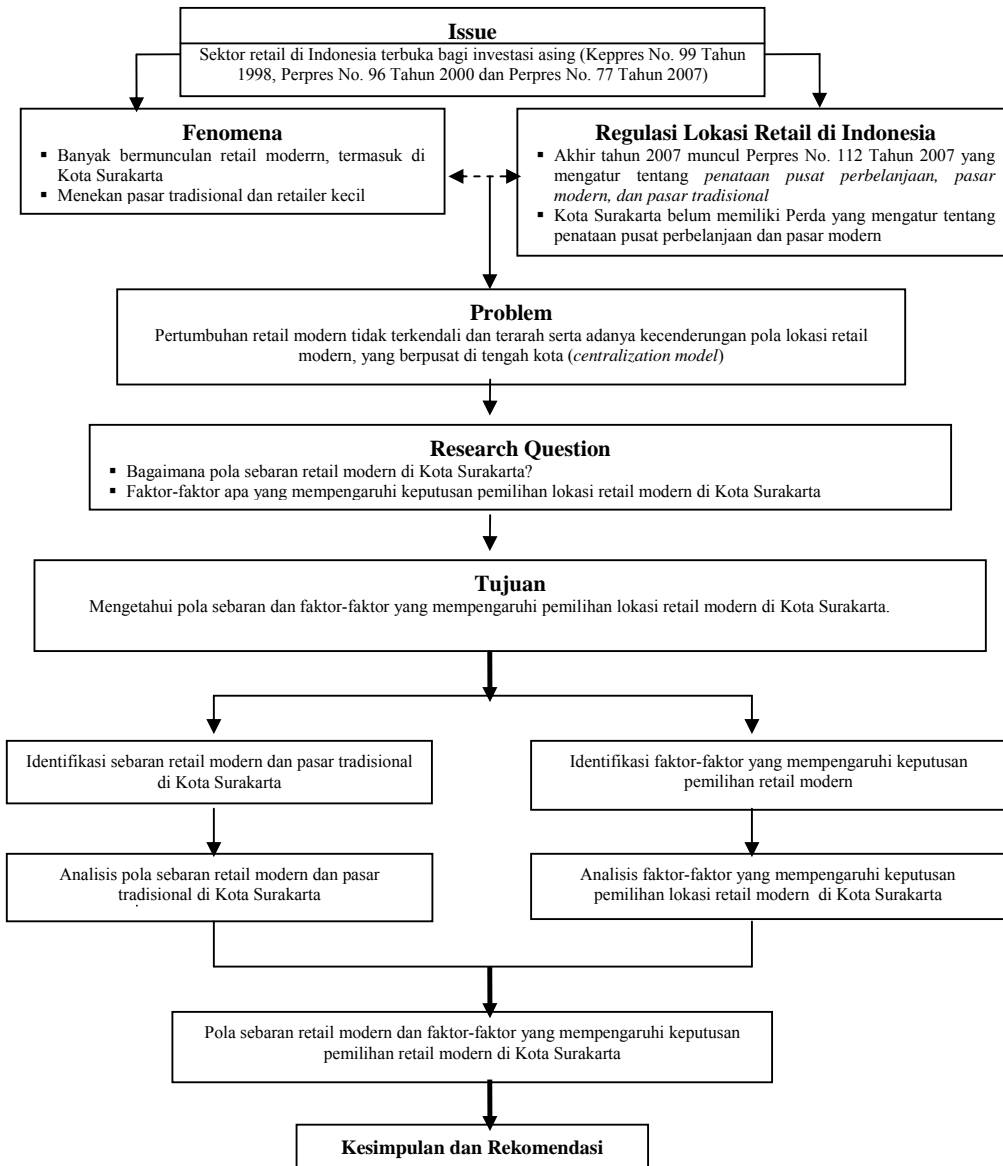 Issue
Sektor retail di Indonesia terbuka bagi investasi asing (Keppres No. 99 Tahun
1998, Perpres No. 96 Tahun 2000 dan Perpres No. 77 Tahun 2007)
Fenomena
▪ Banyak bermunculan retail moderrn, termasuk di
Kota Surakarta
▪ Menekan pasar tradisional dan retailer kecil
Regulasi Lokasi Retail di Indonesia
▪ Akhir tahun 2007 muncul Perpres No. 112 Tahun 2007 yang
mengatur tentang penataan pusat perbelanjaan, pasar
modern, dan pasar tradisional
▪ Kota Surakarta belum memiliki Perda yang mengatur tentang
penataan pusat perbelanjaan dan pasar modern
Problem
Pertumbuhan retail modern tidak terkendali dan terarah serta adanya kecenderungan pola lokasi retail
modern, yang berpusat di tengah kota (centralization model)
Research Question
▪ Bagaimana pola sebaran retail modern di Kota Surakarta?
▪ Faktor-faktor apa yang mempengaruhi keputusan pemilihan lokasi retail modern di Kota Surakarta
Tujuan
Mengetahui pola sebaran dan faktor-faktor yang mempengaruhi pemilihan lokasi retail modern di Kota Surakarta.
Identifikasi sebaran retail modern dan pasar tradisional
di Kota Surakarta
Identifikasi faktor-faktor yang mempengaruhi keputusan
pemilihan retail modern
Analisis pola sebaran retail modern dan pasar
tradisional di Kota Surakarta
Analisis faktor-faktor yang mempengaruhi keputusan
pemilihan lokasi retail modern di Kota Surakarta
Pola sebaran retail modern dan faktor-faktor yang mempengaruhi keputusan
pemilihan retail modern di Kota Surakarta
Kesimpulan dan Rekomendasi